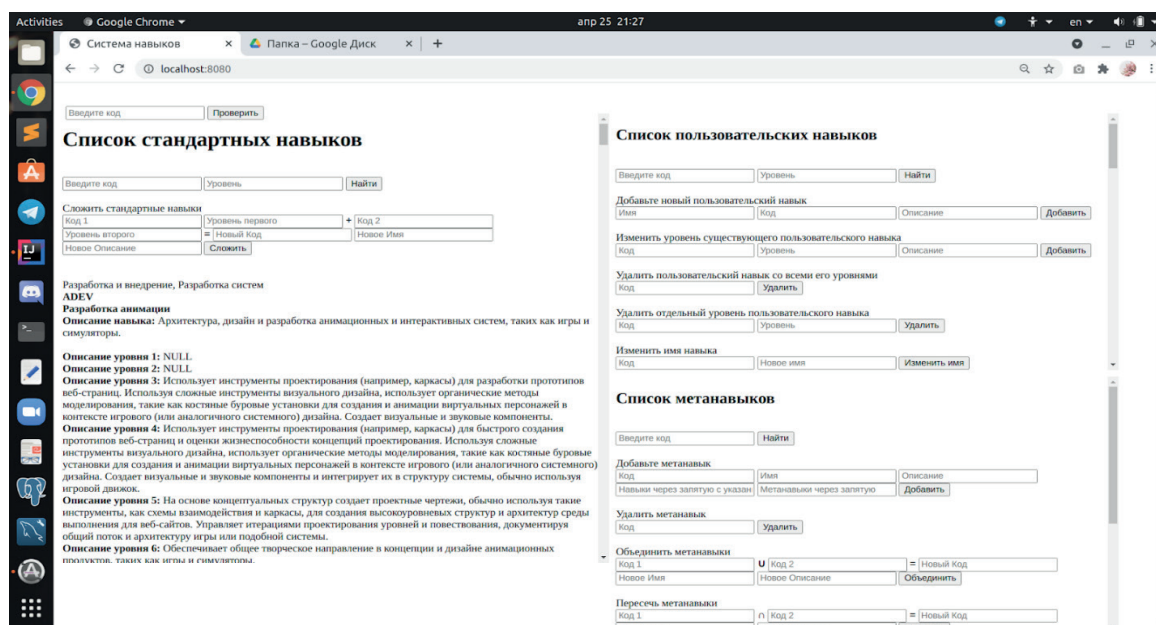 Activities
Google Chrome
апр 25 21:27
en
Система навыков
Папка – Google Диск
localhost:8080
Введите код
Проверить
Список стандартных навыков
Введите код
Уровень
Найти
Сложить стандартные навыки
Код 1
Уровень первого
+ Код 2
Уровень второго
= Новый Код
Новое Имя
Новое Описание
Сложить
Разработка и внедрение, Разработка систем
ADEV
Разработка анимации
Описание навыка: Архитектура, дизайн и разработка анимационных и интерактивных систем, таких как игры и
симуляторы.
Описание уровня 1: NULL
Описание уровня 2: NULL
Описание уровня 3: Использует инструменты проектирования (например, каркасы) для разработки прототипов
веб-страниц. Используя сложные инструменты визуального дизайна, использует органические методы
моделирования, такие как костяные буровые установки для создания и анимации виртуальных персонажей в
контексте игрового (или аналогичного системного) дизайна. Создает визуальные и звуковые компоненты.
Описание уровня 4: Использует инструменты проектирования (например, каркасы) для быстрого создания
прототипов веб-страниц и оценки жизнеспособности концепций проектирования. Используя сложные
инструменты визуального дизайна, использует органические методы моделирования, такие как костяные буровые
установки для создания и анимации виртуальных персонажей в контексте игрового (или аналогичного системного)
дизайна. Создает визуальные и звуковые компоненты и интегрирует их в структуру системы, обычно используя
игровой движок.
Описание уровня 5: На основе концептуальных структур создает проектные чертежи, обычно используя такие
инструменты, как схемы взаимодействия и каркасы, для создания высокоуровневых структур и архитектур среды
выполнения для веб-сайтов. Управляет итерациями проектирования уровней и повествования, документируя
общий поток и архитектуру игры или подобной системы.
Описание уровня 6: Обеспечивает общее творческое направление в концепции и дизайне анимационных
продуктов, таких как игры и симуляторы.
Список пользовательских навыков
Введите код
Уровень
Найти
Добавьте новый пользовательский навык
Имя
Код
Описание
Добавить
Изменить уровень существующего пользовательского навыка
Код
Уровень
Описание
Добавить
Удалить пользовательский навык со всеми его уровнями
Код
Удалить
Удалить отдельный уровень пользовательского навыка
Код
Уровень
Удалить
Изменить имя навыка
Код
Новое имя
Изменить имя
Список метанавыков
Введите код
Найти
Добавьте метанавык
Код
Имя
Описание
Навыки через запятую с указан
Метанавыки через запятую
Добавить
Удалить метанавык
Код
Удалить
Объединить метанавыки
Код 1
U Код 2
= Новый Код
Новое Имя
Новое Описание
Объединить
Пересечь метанавыки
Код 1
∩ Код 2
= Новый Код